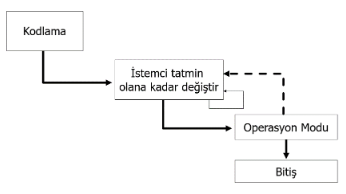 Kodlama
İstemci tatmin
olana kadar değiştir
Operasyon Modu
Bitiş